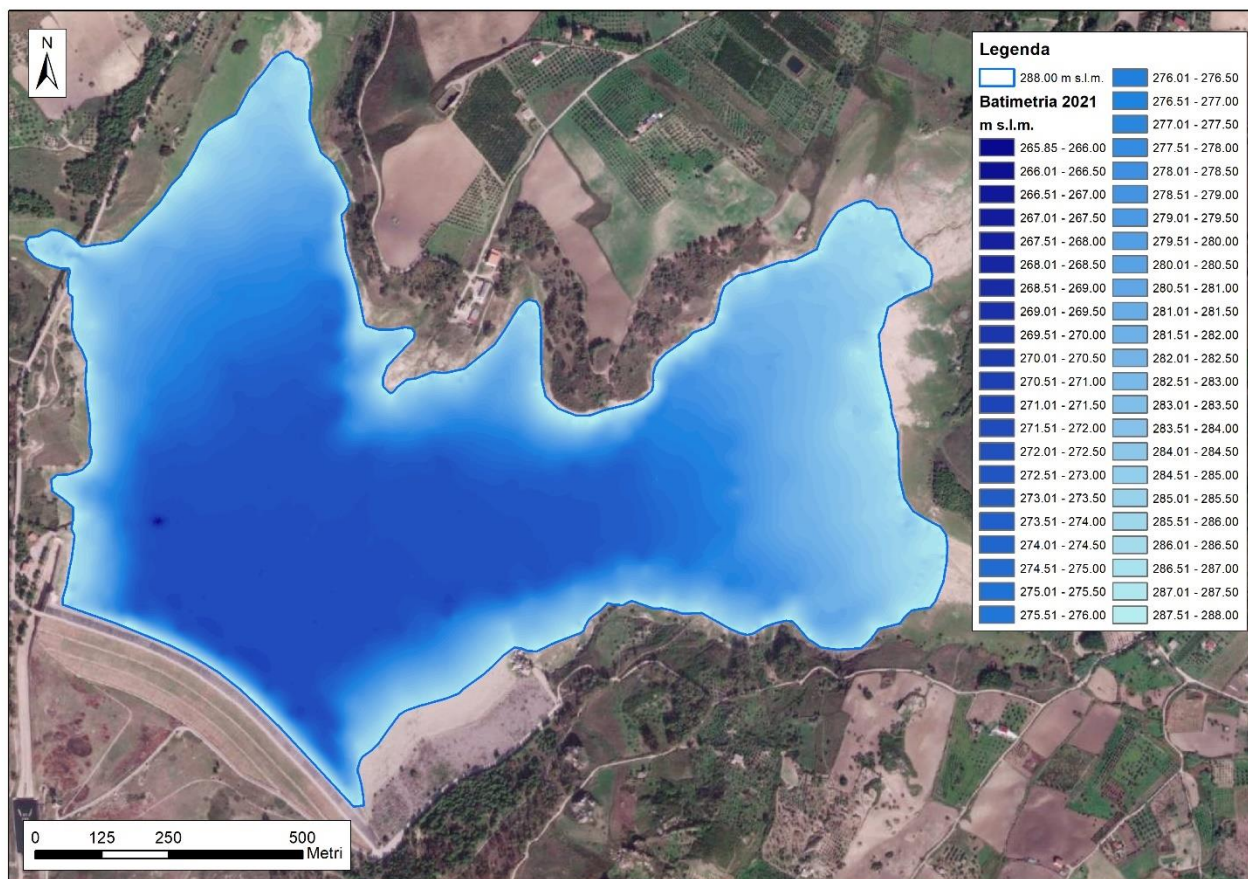 N
Legenda
288.00 m s.l.m.
Batimetria 2021
m s.l.m.
265.85 - 266.00
266.01 - 266.50
266.51 - 267.00
267.01 - 267.50
267.51 - 268.00
268.01 - 268.50
268.51 - 269.00
269.01 - 269.50
269.51 - 270.00
270.01 - 270.50
270.51 - 271.00
271.01 - 271.50
271.51 - 272.00
272.01 - 272.50
272.51 - 273.00
273.01 - 273.50
273.51 - 274.00
274.01 - 274.50
274.51 - 275.00
275.01 - 275.50
275.51 - 276.00
276.01 - 276.50
276.51 - 277.00
277.01 - 277.50
277.51 - 278.00
278.01 - 278.50
278.51 - 279.00
279.01 - 279.50
279.51 - 280.00
280.01 - 280.50
280.51 - 281.00
281.01 - 281.50
281.51 - 282.00
282.01 - 282.50
282.51 - 283.00
283.01 - 283.50
283.51 - 284.00
284.01 - 284.50
284.51 - 285.00
285.01 - 285.50
285.51 - 286.00
286.01 - 286.50
286.51 - 287.00
287.01 - 287.50
287.51 - 288.00
0 125 250 500
Metri